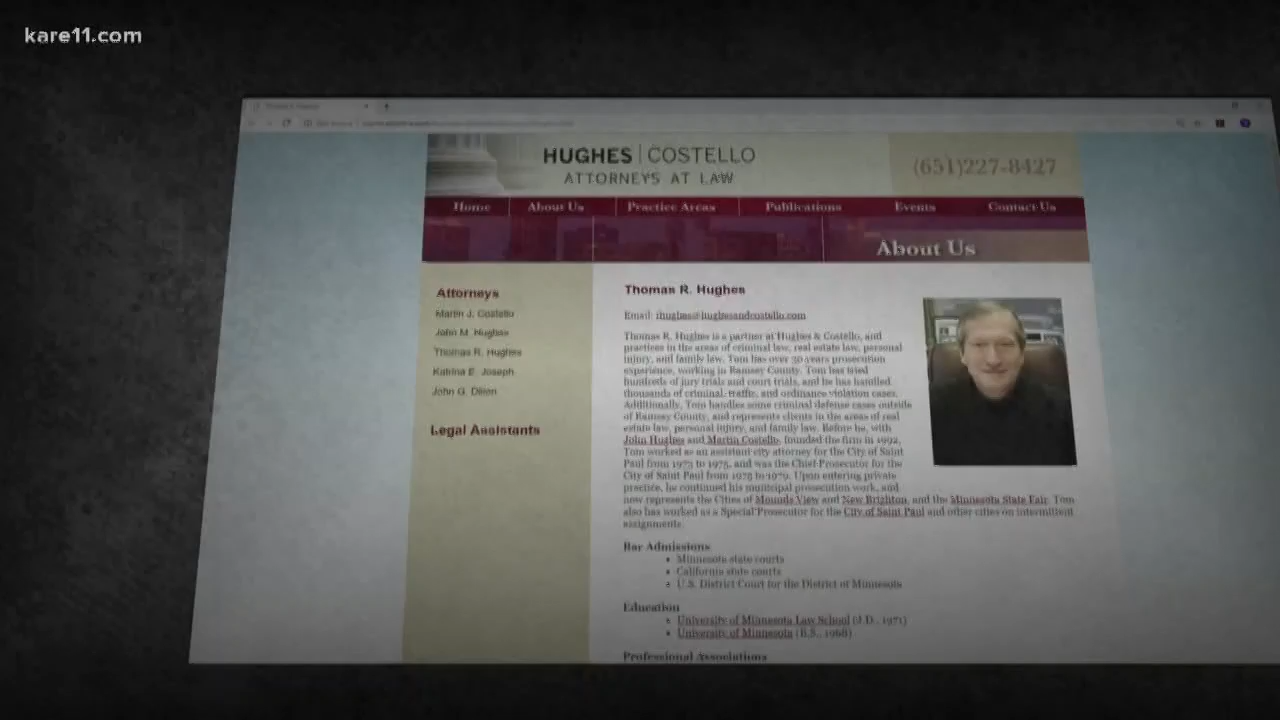 kare11.com
HUGHES | COSTELLO
ATTORNEYS AT LAW
(651)227-8427
Home About Us Practice Areas Publications Events Contact Us
About Us
Attorneys
Martin J. Costello
John M. Hughes
Thomas R. Hughes
Katrina E. Joseph
John G. Dillon
Legal Assistants
Thomas R. Hughes
Email: thughes@hughesandcostello.com
Thomas R. Hughes is a partner at Hughes & Costello, and
practices in the areas of criminal law, real estate law, personal
injury, and family law. Tom has over 30 years prosecution
experience, working in Ramsey County. Tom has tried
hundreds of jury trials and court trials, and he has handled
thousands of criminal, traffic, and ordinance violation cases.
Additionally, Tom handles some criminal defense cases outside
of Ramsey County, and represents clients in the areas of real
estate law, personal injury, and family law. Before he, with
John Hughes and Martin Costello, founded the firm in 1992,
Tom worked as an assistant city attorney for the City of Saint
Paul from 1973 to 1975, and was the Chief Prosecutor for the
City of Saint Paul from 1975 to 1979. Upon entering private
practice, he continued his municipal prosecution work, and
now represents the Cities of Mounds View and New Brighton, and the Minnesota State Fair. Tom
also has worked as a Special Prosecutor for the City of Saint Paul and other cities on intermittent
assignments.
Bar Admissions
Minnesota state courts
California state courts
U.S. District Court for the District of Minnesota
Education
University of Minnesota Law School (J.D., 1971)
University of Minnesota (B.S., 1968)
Professional Associations